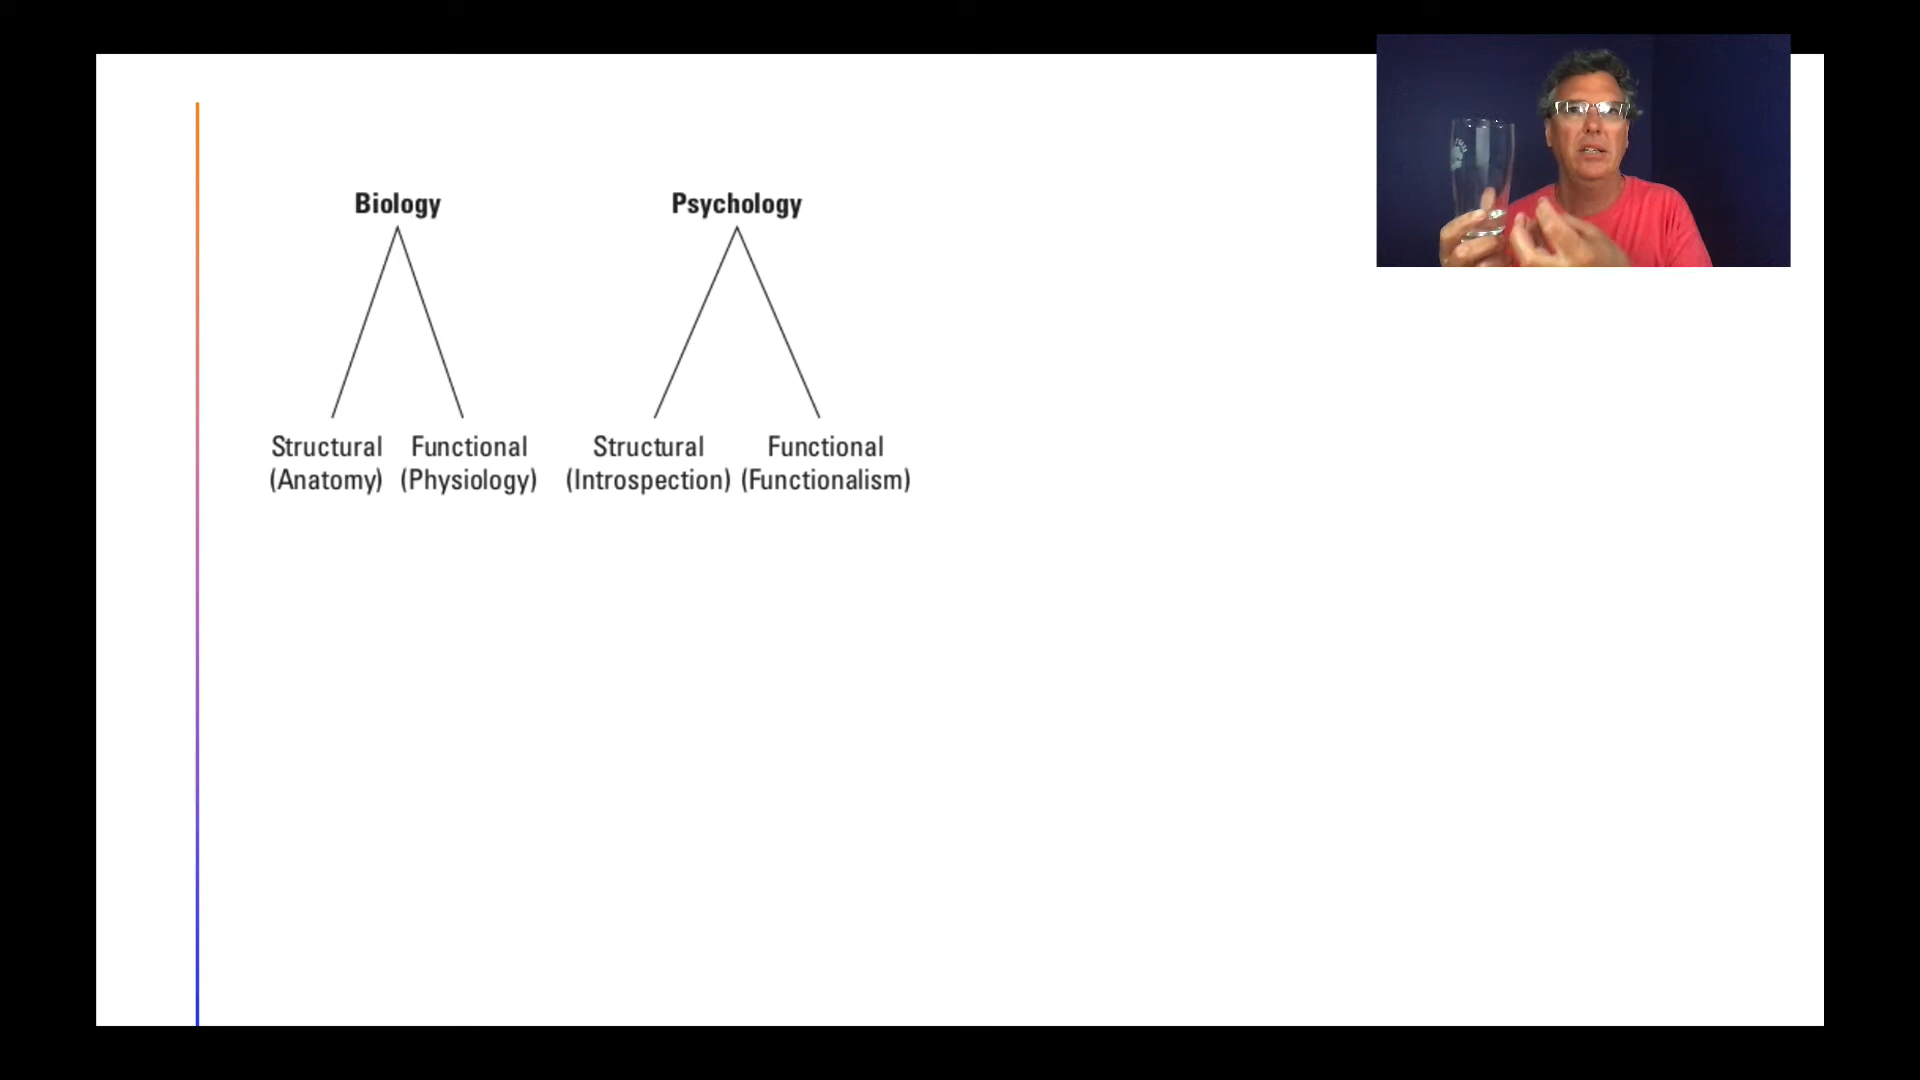 Biology
Psychology
Structural
(Anatomy)
Functional
(Physiology)
Structural
(Introspection)
Functional
(Functionalism)